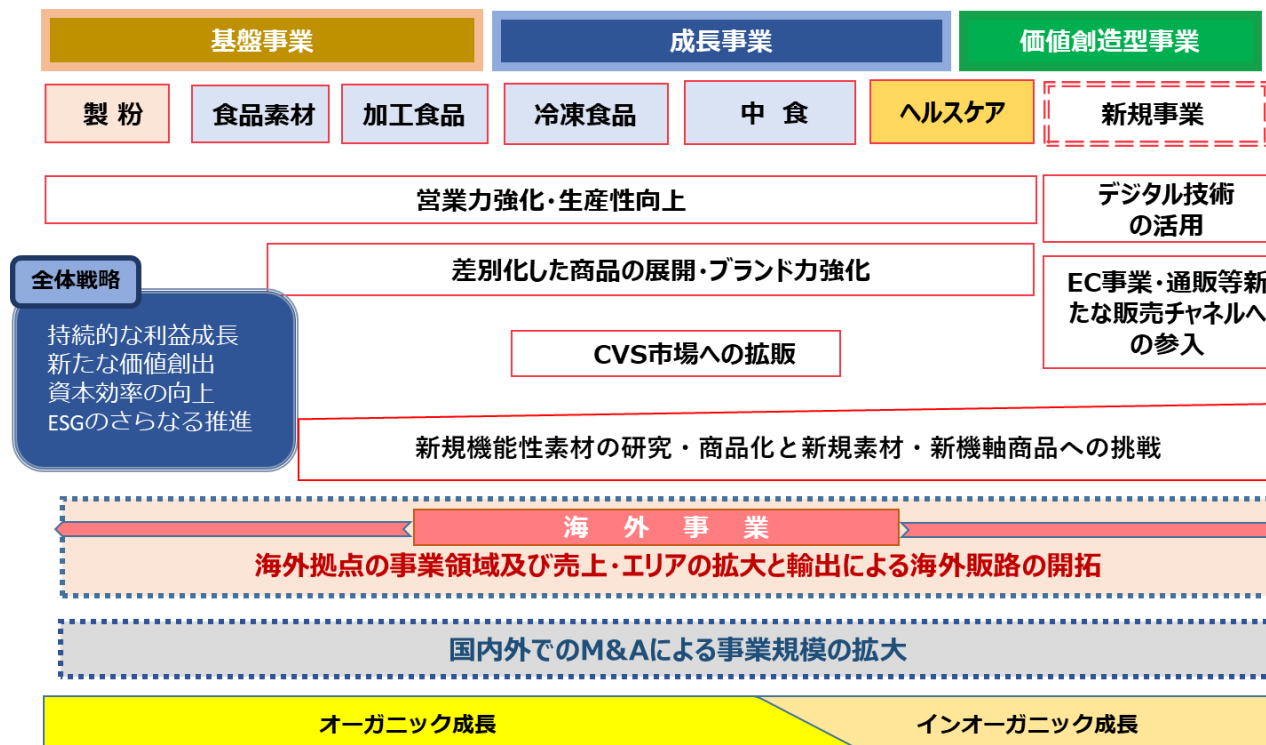 基盤事業
成長事業
価値創造型事業
製 粉
食品素材
加工食品
冷凍食品
中 食
ヘルスケア
新規事業
営業力強化・生産性向上
デジタル技術
の活用
差別化した商品の展開・ブランド力強化
EC事業・通販等新
たな販売チャネルへ
の参入
CVS市場への拡販
全体戦略
持続的な利益成長
新たな価値創出
資本効率の向上
ESGのさらなる推進
新規機能性素材の研究・商品化と新規素材・新機軸商品への挑戦
海 外 事 業
海外拠点の事業領域及び売上・エリアの拡大と輸出による海外販路の開拓
国内外でのM&Aによる事業規模の拡大
オーガニック成長
インオーガニック成長